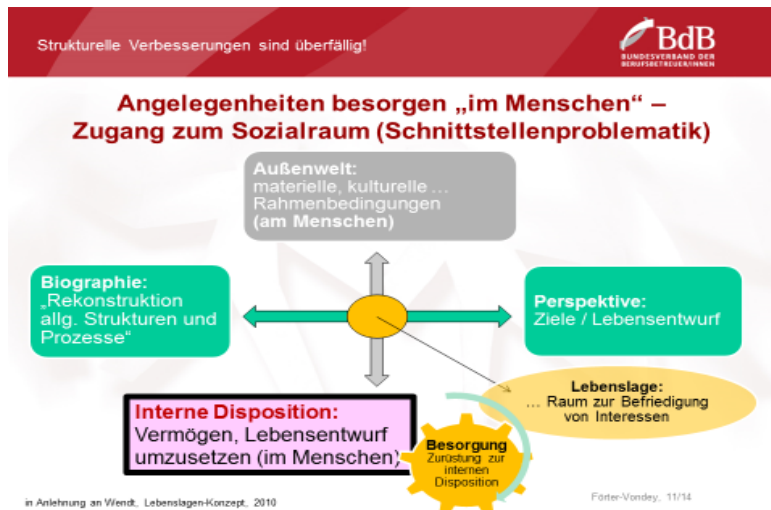 Strukturelle Verbesserungen sind überfällig!
BdB
BUNDESVERBAND DER
BERUFSBETREUER/INNEN
Angelegenheiten besorgen „im Menschen“ –
Zugang zum Sozialraum (Schnittstellenproblematik)
Außenwelt:
materielle, kulturelle ...
Rahmenbedingungen
(am Menschen)
Biographie:
„Rekonstruktion
allg. Strukturen und
Prozesse“
Perspektive:
Ziele / Lebensentwurf
Lebenslage:
... Raum zur Befriedigung
von Interessen
Interne Disposition:
Vermögen, Lebensentwurf
umzusetzen (im Menschen)
Besorgung
Zurüstung zur
internen
Disposition
in Anlehnung an Wendt, Lebenslagen-Konzept, 2010
Förter-Vondey, 11/14